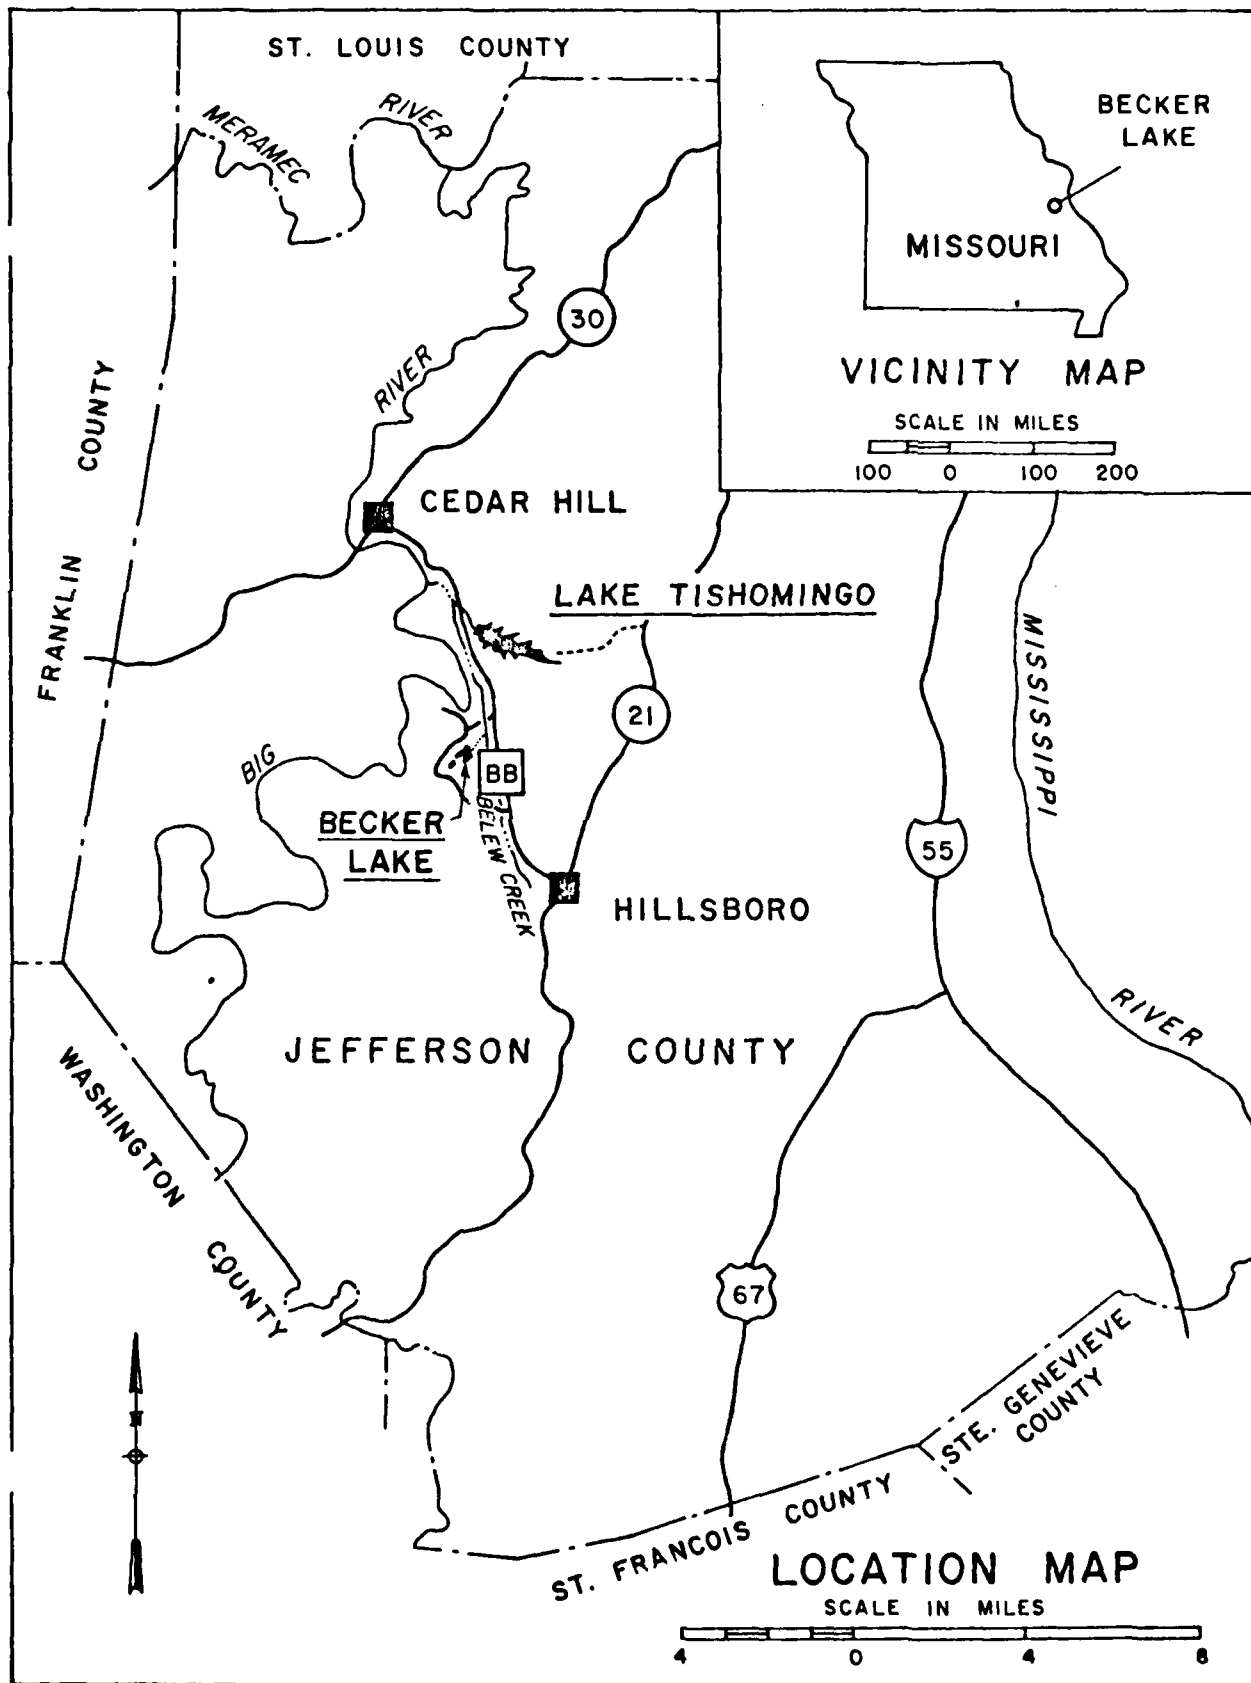 ST. LOUIS COUNTY
MERAMEC
RIVER
BECKER
LAKE
MISSOURI
VICINITY MAP
SCALE IN MILES
100 0 100 200
30
RIVER
FRANKLIN COUNTY
CEDAR HILL
LAKE TISHOMINGO
21
MISSISSIPPI
RIVER
BIG
BB
BECKER
LAKE
BELEW CREEK
55
HILLSBORO
JEFFERSON COUNTY
WASHINGTON
COUNTY
67
N
STE. GENEVIEVE
COUNTY
ST. FRANCOIS COUNTY
LOCATION MAP
SCALE IN MILES
4 0 4 8